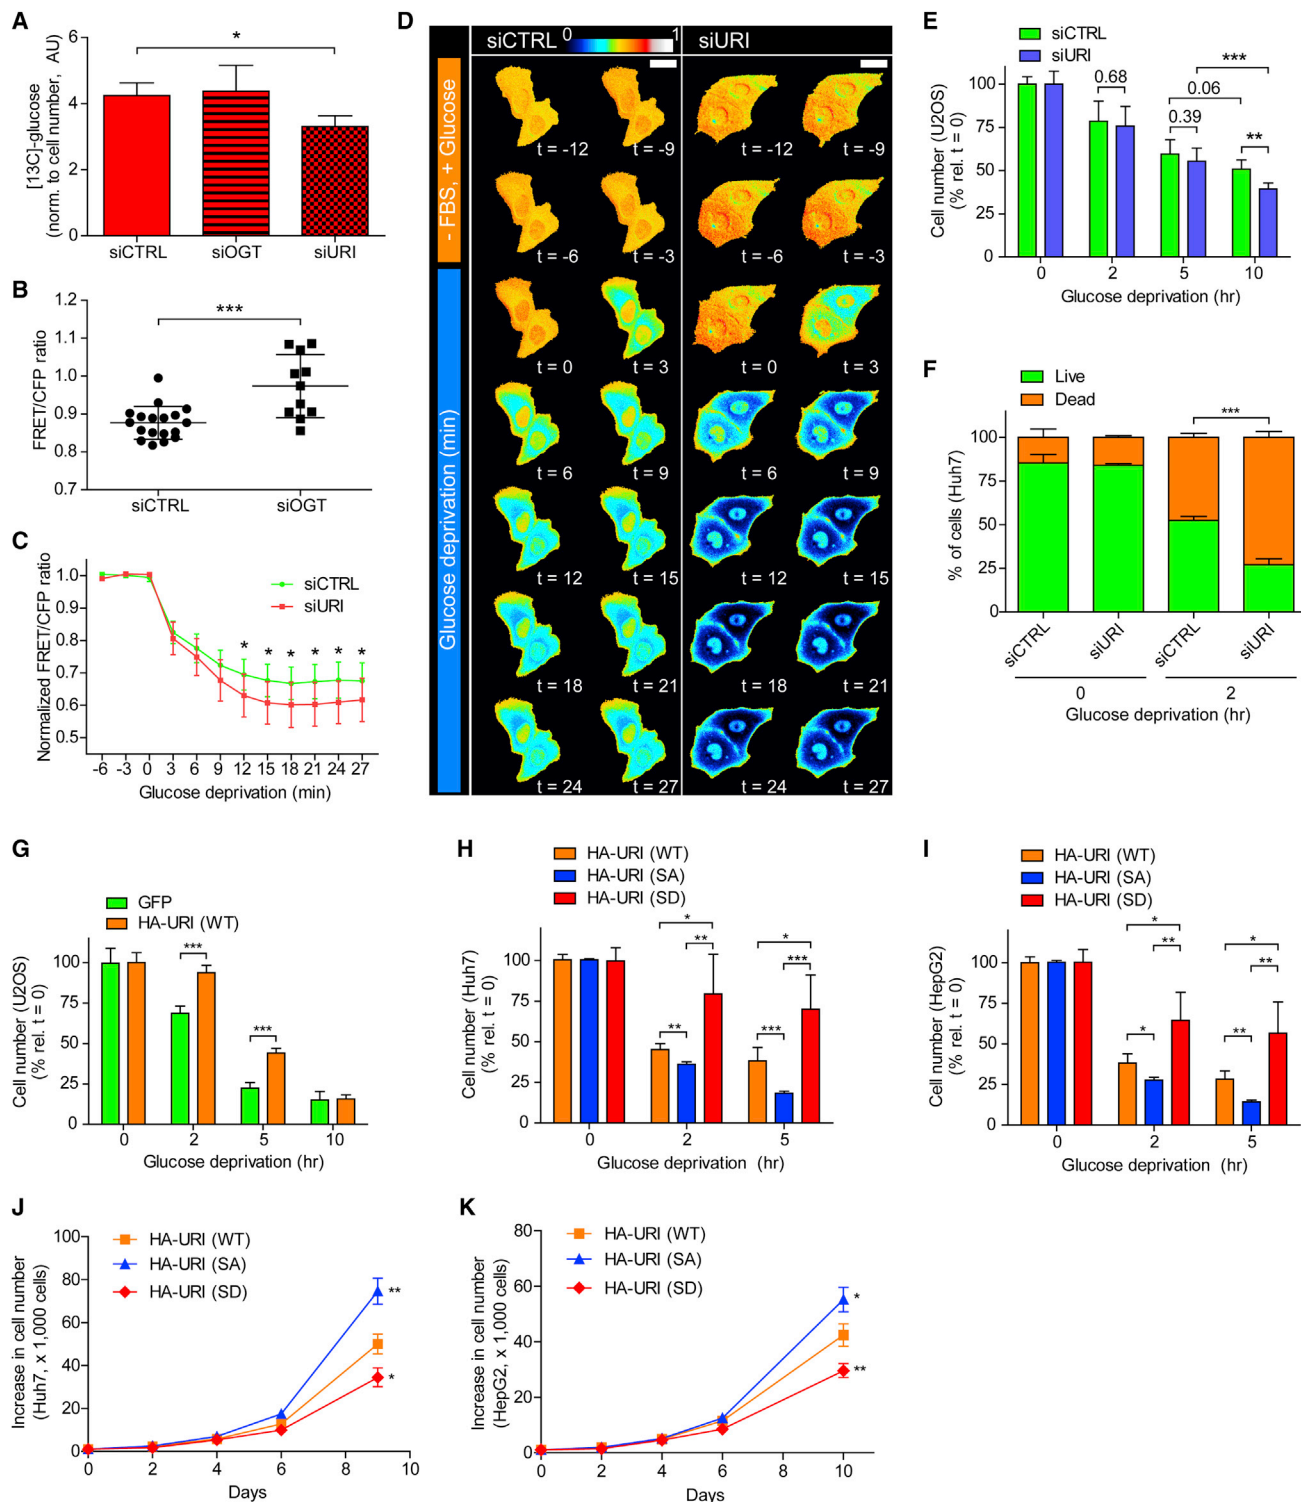 A
[13C]-glucose
(norm. to cell number, AU)
6
4
2
0
*
siCTRL
siOGT
siURI
B
FRET/CFP ratio
1.2
1.1
1.0
0.9
0.8
0.7
***
siCTRL
siOGT
C
Normalized FRET/CFP ratio
1.0
0.9
0.8
0.7
0.6
0.5
siCTRL
siURI
* * * * * *
-6 -3 0 3 6 9 12 15 18 21 24 27
Glucose deprivation (min)
D
siCTRL 0 1 siURI
- FBS, + Glucose
Glucose deprivation (min)
t = -12 t = -9 t = -12 t = -9
t = -6 t = -3 t = -6 t = -3
t = 0 t = 3 t = 0 t = 3
t = 6 t = 9 t = 6 t = 9
t = 12 t = 15 t = 12 t = 15
t = 18 t = 21 t = 18 t = 21
t = 24 t = 27 t = 24 t = 27
E
siCTRL
siURI
Cell number (U2OS)
(% rel. t = 0)
100
75
50
25
0
0.68
0.39
0.06
***
**
0 2 5 10
Glucose deprivation (hr)
F
Live
Dead
% of cells (Huh7)
100
75
50
25
0
***
siCTRL siURI siCTRL siURI
0 2
Glucose deprivation (hr)
G
GFP
HA-URI (WT)
Cell number (U2OS)
(% rel. t = 0)
100
75
50
25
0
***
***
0 2 5 10
Glucose deprivation (hr)
H
HA-URI (WT)
HA-URI (SA)
HA-URI (SD)
Cell number (Huh7)
(% rel. t = 0)
100
75
50
25
0
* *
** ***
** ***
0 2 5
Glucose deprivation (hr)
I
HA-URI (WT)
HA-URI (SA)
HA-URI (SD)
Cell number (HepG2)
(% rel. t = 0)
100
75
50
25
0
* *
** **
* **
0 2 5
Glucose deprivation (hr)
J
HA-URI (WT)
HA-URI (SA)
HA-URI (SD)
Increase in cell number
(Huh7, x 1,000 cells)
100
80
60
40
20
0
**
*
0 2 4 6 8 10
Days
K
HA-URI (WT)
HA-URI (SA)
HA-URI (SD)
Increase in cell number
(HepG2, x 1,000 cells)
80
60
40
20
0
*
**
0 2 4 6 8 10
Days